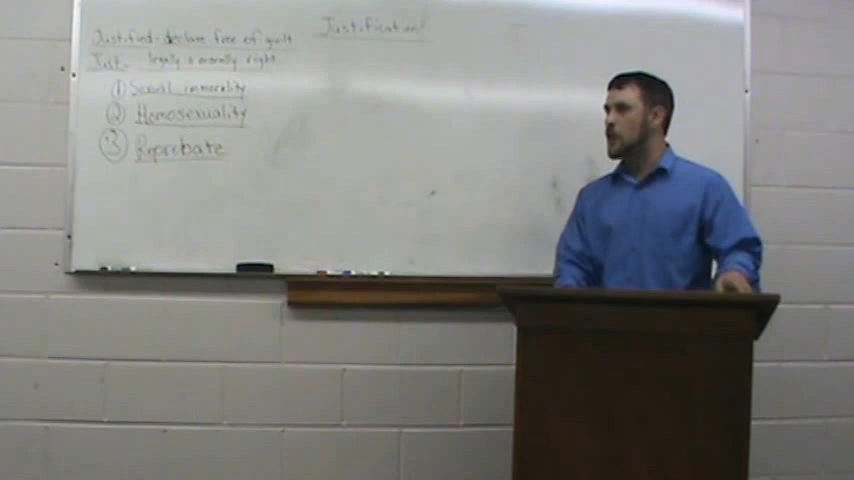 Justification!
Justified - declare free of guilt
Just - legally & morally right
① Sexual immorality
② Homosexuality
③ Reprobate